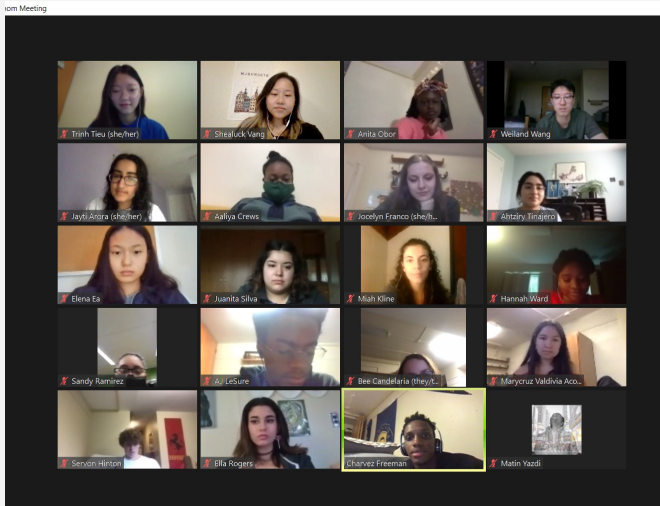 oom Meeting
Trinh Tieu (she/her)
Shealuck Vang
Anita Obor
Weiland Wang
Jayti Arora (she/her)
Aaliya Crews
Jocelyn Franco (she/h...
Ahtziry Tinajero
Elena Ea
Juanita Silva
Miah Kline
Hannah Ward
Sandy Ramirez
AJ LeSure
Bee Candelaria (they/t...
Marycruz Valdivia Aco...
Servon Hinton
Ella Rogers
Charvez Freeman
Matin Yazdi